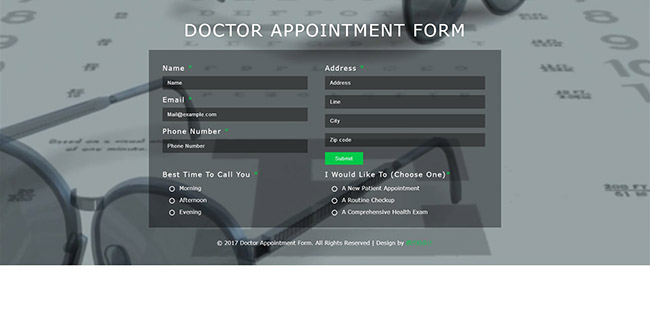 DOCTOR APPOINTMENT FORM
Name *
Name
Email *
Mail@example.com
Phone Number *
Phone Number
Address *
Address
Line
City
Zip code
Submit
Best Time To Call You *
Morning
Afternoon
Evening
I Would Like To (Choose One) *
A New Patient Appointment
A Routine Checkup
A Comprehensive Health Exam
© 2017 Doctor Appointment Form. All Rights Reserved | Design by